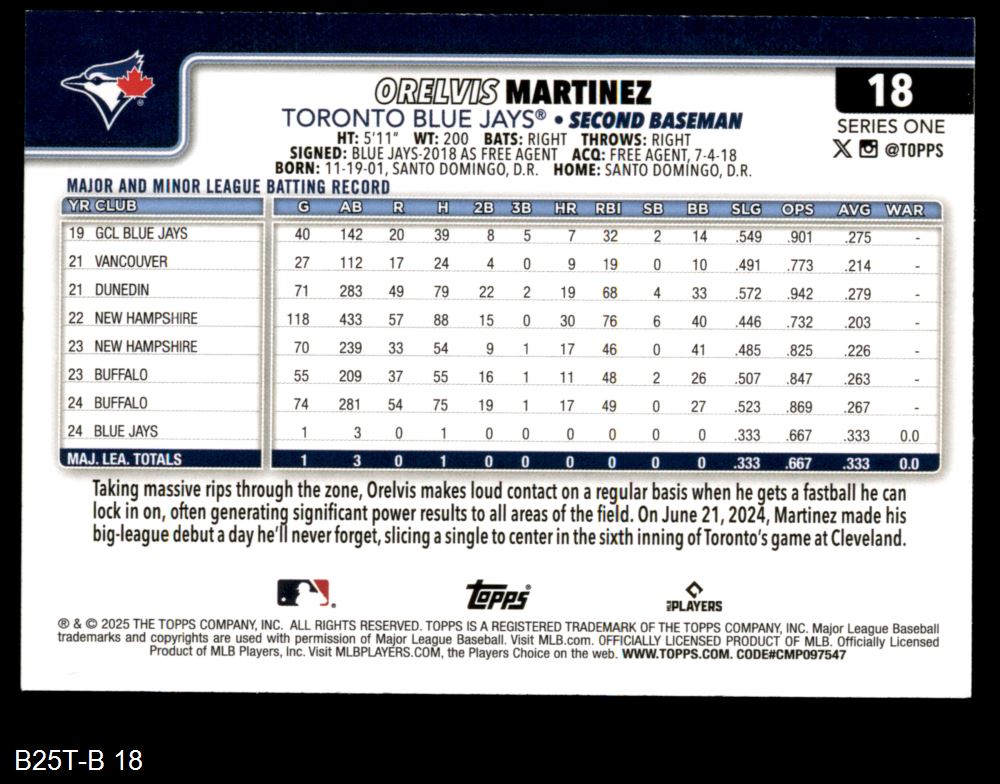 18
ORELVIS MARTINEZ
TORONTO BLUE JAYS® • SECOND BASEMAN
SERIES ONE
HT: 5'11" WT: 200 BATS: RIGHT THROWS: RIGHT
@TOPPS
SIGNED: BLUE JAYS-2018 AS FREE AGENT ACQ: FREE AGENT, 7-4-18
BORN: 11-19-01, SANTO DOMINGO, D.R. HOME: SANTO DOMINGO, D.R.
MAJOR AND MINOR LEAGUE BATTING RECORD
YR CLUB G AB R H 2B 3B HR RBI SB BB SLG OPS AVG WAR
19 GCL BLUE JAYS 40 142 20 39 8 5 7 32 2 14 .549 .901 .275 -
21 VANCOUVER 27 112 17 24 4 0 9 19 0 10 .491 .773 .214 -
21 DUNEDIN 71 283 49 79 22 2 19 68 4 33 .572 .942 .279 -
22 NEW HAMPSHIRE 118 433 57 88 15 0 30 76 6 40 .446 .732 .203 -
23 NEW HAMPSHIRE 70 239 33 54 9 1 17 46 0 41 .485 .825 .226 -
23 BUFFALO 55 209 37 55 16 1 11 48 2 26 .507 .847 .263 -
24 BUFFALO 74 281 54 75 19 1 17 49 0 27 .523 .869 .267 -
24 BLUE JAYS 1 3 0 1 0 0 0 0 0 0 .333 .667 .333 0.0
MAJ. LEA. TOTALS 1 3 0 1 0 0 0 0 0 0 .333 .667 .333 0.0
Taking massive rips through the zone, Orelvis makes loud contact on a regular basis when he gets a fastball he can
lock in on, often generating significant power results to all areas of the field. On June 21, 2024, Martinez made his
big-league debut a day he'll never forget, slicing a single to center in the sixth inning of Toronto's game at Cleveland.
Topps®
MLB PLAYERS
® & © 2025 THE TOPPS COMPANY, INC. ALL RIGHTS RESERVED. TOPPS IS A REGISTERED TRADEMARK OF THE TOPPS COMPANY, INC. Major League Baseball
trademarks and copyrights are used with permission of Major League Baseball. Visit MLB.com. OFFICIALLY LICENSED PRODUCT OF MLB. Officially Licensed
Product of MLB Players, Inc. Visit MLBPLAYERS.COM, the Players Choice on the web. WWW.TOPPS.COM. CODE#CMP097547
B25T-B 18